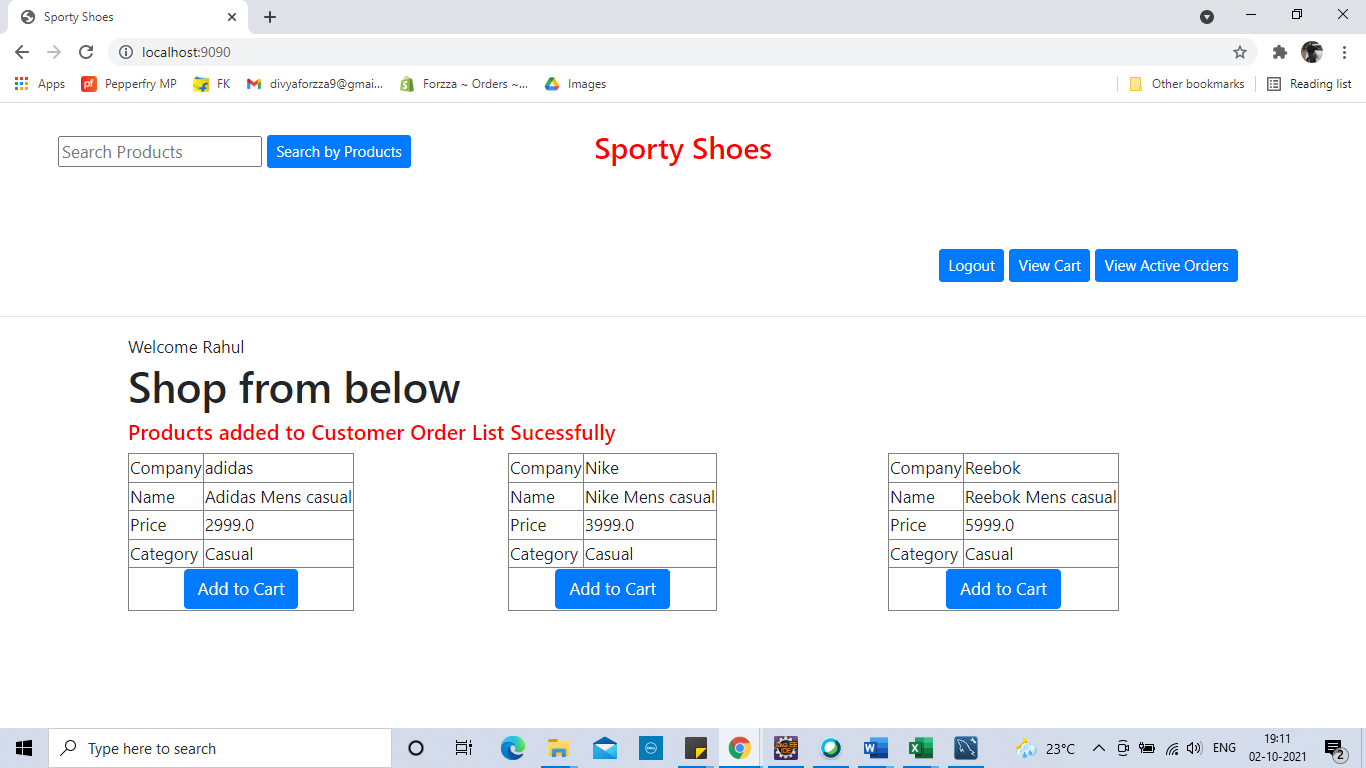 Sporty Shoes
localhost:9090
Apps
Pepperfry MP
FK
divyaforzza9@gmai...
Forzza ~ Orders ~...
Images
Other bookmarks
Reading list
Search Products
Search by Products
Sporty Shoes
Logout
View Cart
View Active Orders
Welcome Rahul
Shop from below
Products added to Customer Order List Sucessfully
Company adidas
Name Adidas Mens casual
Price 2999.0
Category Casual
Add to Cart
Company Nike
Name Nike Mens casual
Price 3999.0
Category Casual
Add to Cart
Company Reebok
Name Reebok Mens casual
Price 5999.0
Category Casual
Add to Cart
Type here to search
23°C
ENG
19:11
02-10-2021
2